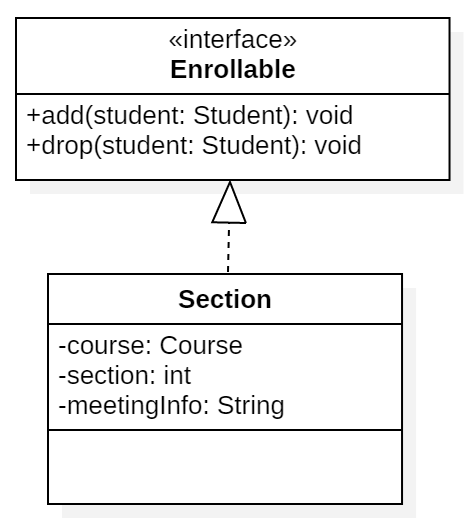 «interface»
Enrollable
+add(student: Student): void
+drop(student: Student): void
Section
-course: Course
-section: int
-meetingInfo: String